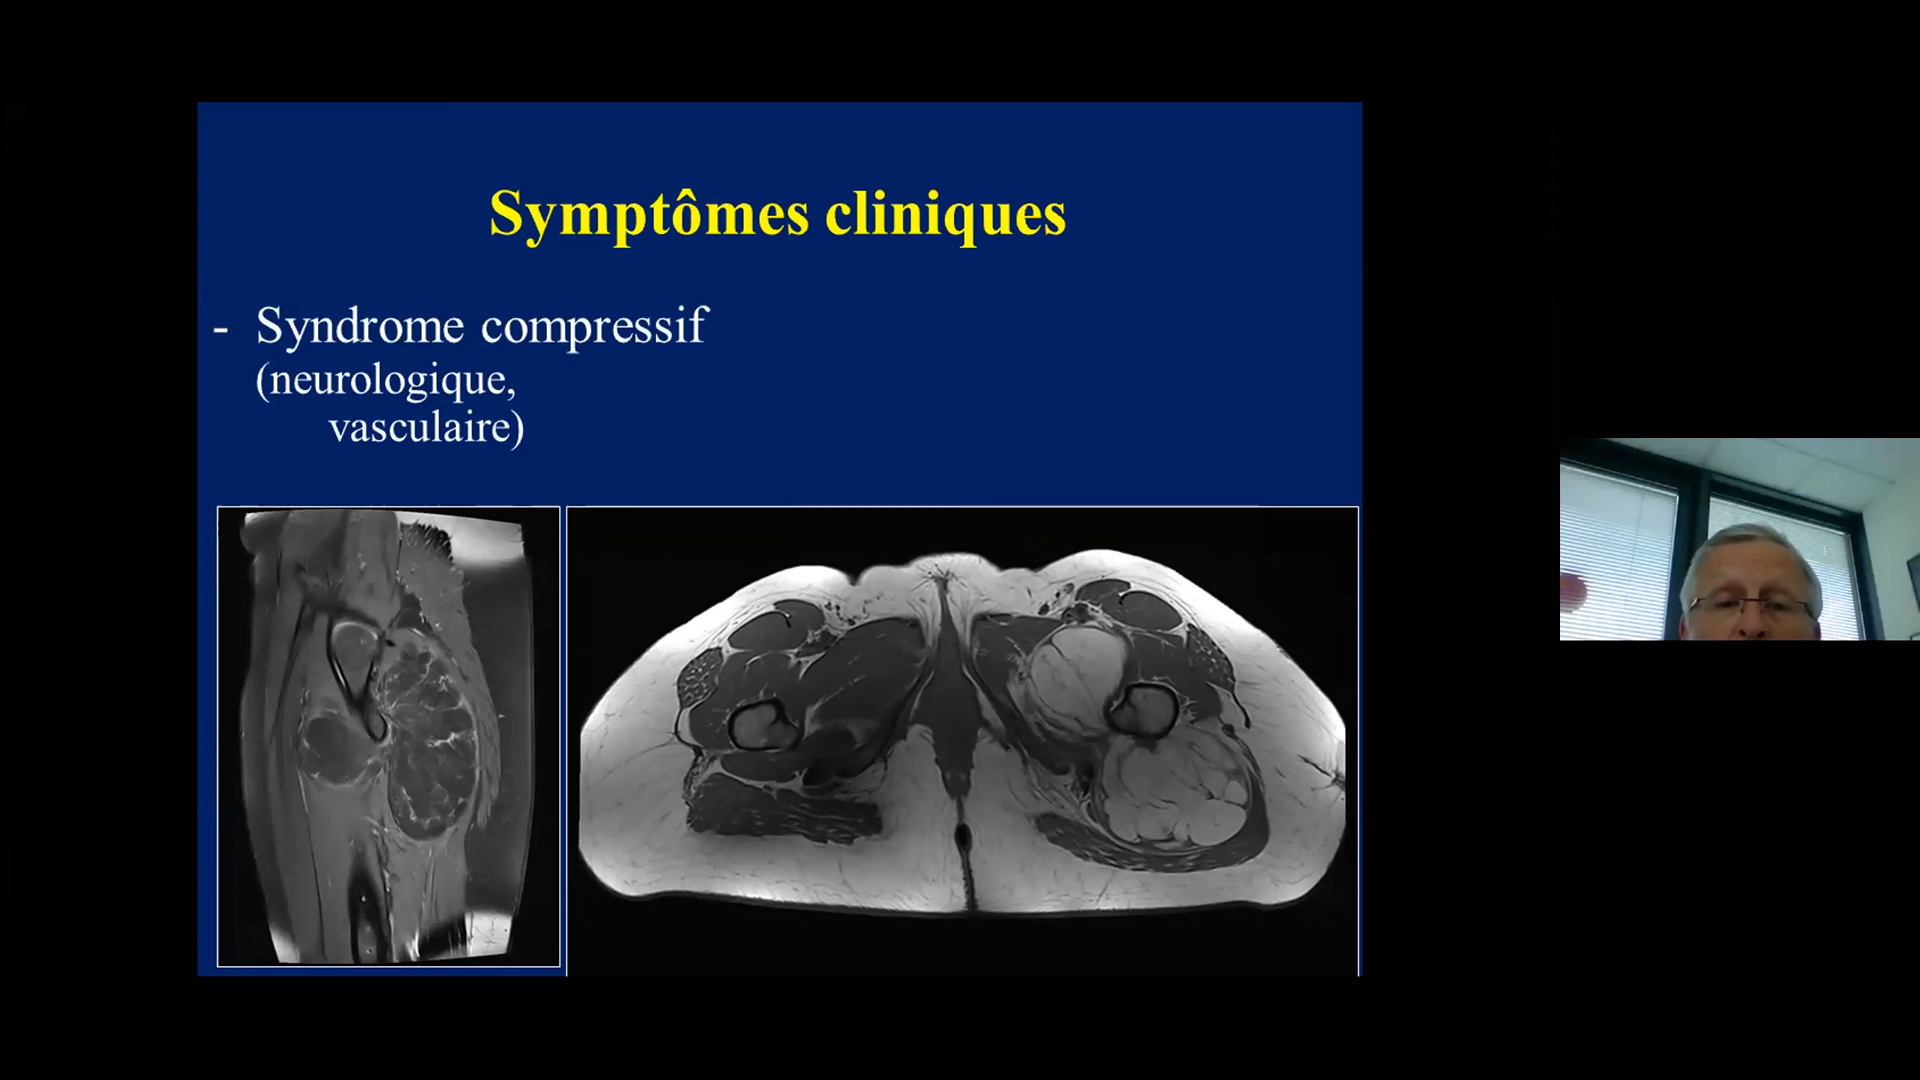 Symptômes cliniques
- Syndrome compressif
(neurologique,
vasculaire)